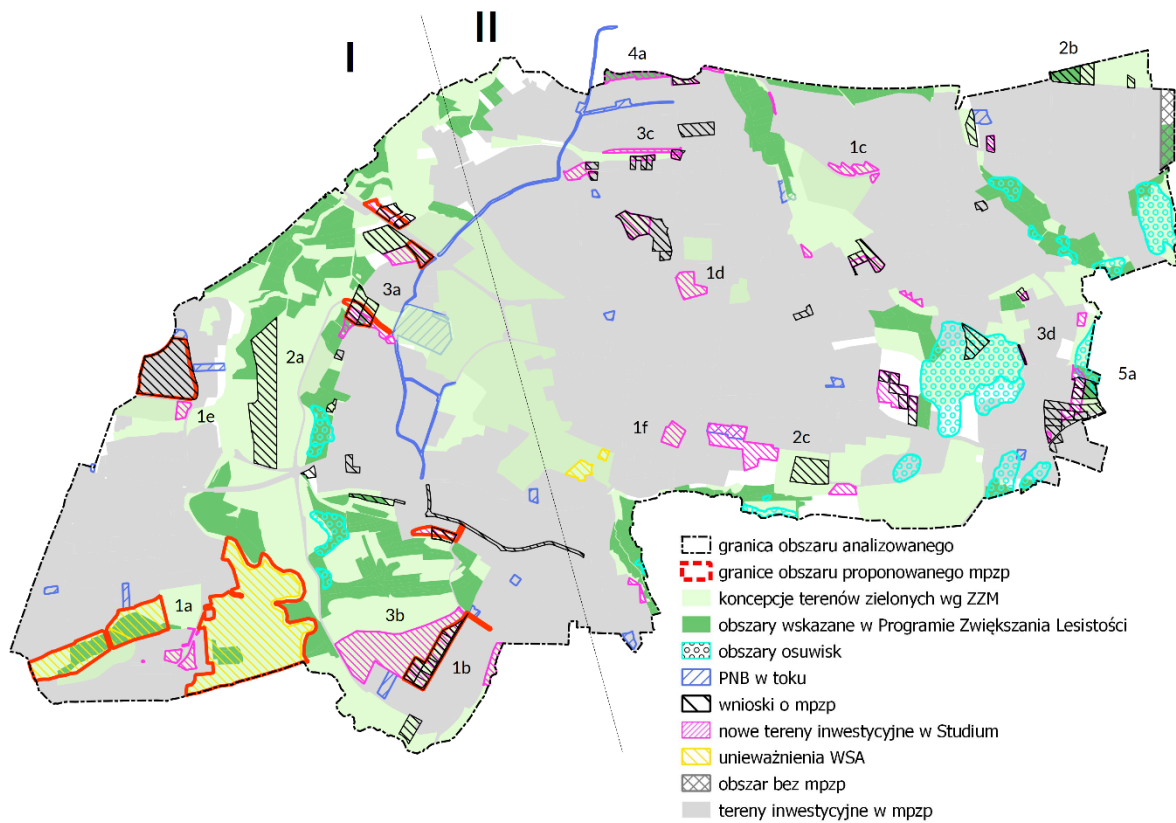 I
II
4a
2b
3c
1c
1d
3a
3d
2a
5a
1e
1f
2c
1a
3b
1b
granica obszaru analizowanego
granice obszaru proponowanego mpzp
koncepcje terenów zielonych wg ZZM
obszary wskazane w Programie Zwiększania Lesistości
obszary osuwisk
PNB w toku
wnioski o mpzp
nowe tereny inwestycyjne w Studium
unieważnienia WSA
obszar bez mpzp
tereny inwestycyjne w mpzp